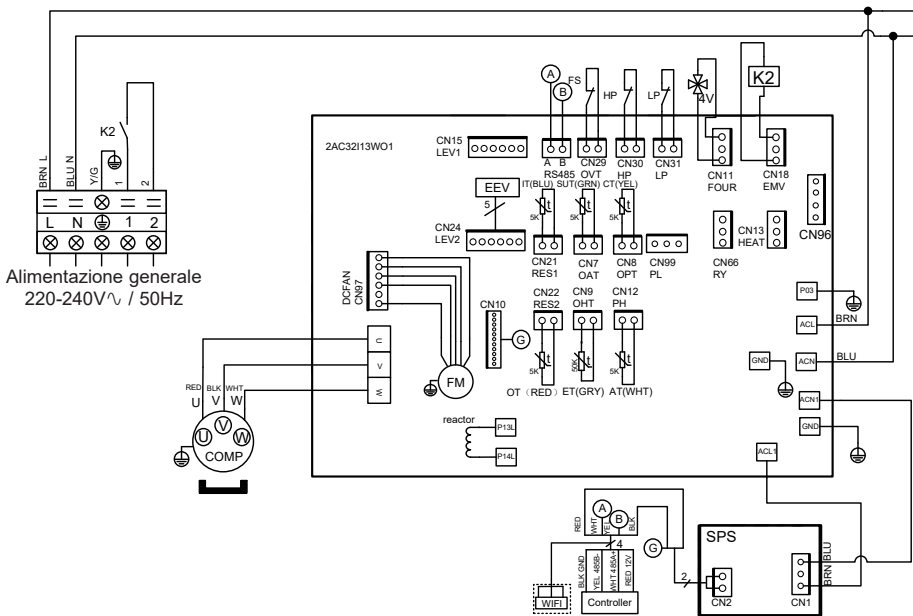 BRN L
BLU N
Y/G
1
2
K2
L N 1 2
Alimentazione generale
220-240V∿ / 50Hz
2AC32I13WO1
A
B
FS
HP
LP
4V
K2
CN15
LEV1
A B
RS485
CN29
OVT
CN30
HP
CN31
LP
CN11
FOUR
CN18
EMV
IT(BLU) SUT(GRN) CT(YEL)
EEV
5
CN24
LEV2
t
5K
t
5K
t
5K
CN21
RES1
CN7
OAT
CN8
OPT
CN99
PL
CN66
RY
CN13
HEAT
CN96
DCFAN
CN97
CN10
G
CN22
RES2
CN9
OHT
CN12
PH
t
5K
t
50K
t
5K
OT（RED） ET(GRY) AT(WHT)
FM
P03
ACL
BRN
ACN
BLU
GND
ACN1
GND
ACL1
U
V
W
RED BLK WHT
U V W
U V W
COMP
reactor
P13L
P14L
RED
WHT
A
YEL
B
BLK
4
G
BLK GND
YEL 485B-
WHT 485A+
RED 12V
WIFI
Controller
2
SPS
CN2
CN1
BLU
BRN